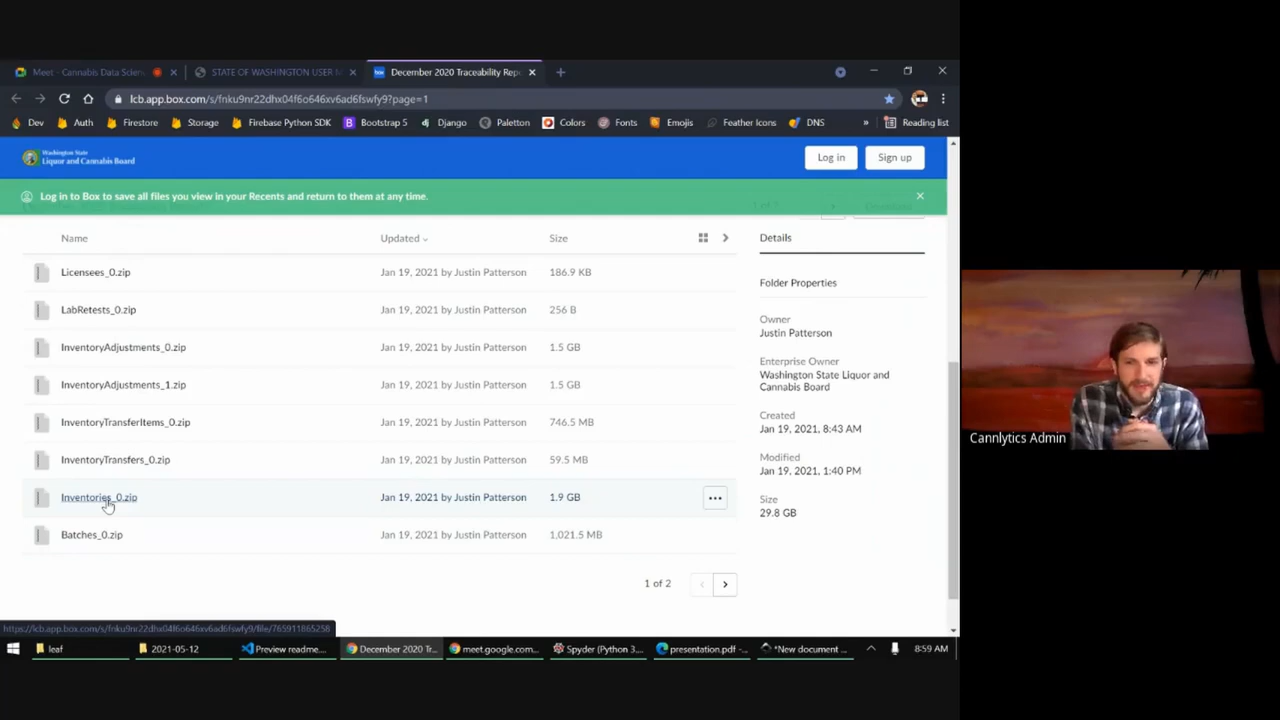 Meet - Cannabis Data Scien
STATE OF WASHINGTON USER
December 2020 Traceability Rep
lcb.app.box.com/s/fnku9nr22dhx04f6o646xv6ad6fswfy9?page=1
Dev
Auth
Firestore
Storage
Firebase Python SDK
Bootstrap 5
Django
Paletton
Colors
Fonts
Emojis
Feather Icons
DNS
»
Reading list
Washington State
Liquor and Cannabis Board
Log in
Sign up
Log in to Box to save all files you view in your Recents and return to them at any time.
Name
Updated
Size
Details
Licensees_0.zip
Jan 19, 2021 by Justin Patterson
186.9 KB
LabRetests_0.zip
Jan 19, 2021 by Justin Patterson
256 B
InventoryAdjustments_0.zip
Jan 19, 2021 by Justin Patterson
1.5 GB
InventoryAdjustments_1.zip
Jan 19, 2021 by Justin Patterson
1.5 GB
InventoryTransferItems_0.zip
Jan 19, 2021 by Justin Patterson
746.5 MB
InventoryTransfers_0.zip
Jan 19, 2021 by Justin Patterson
59.5 MB
Inventories_0.zip
Jan 19, 2021 by Justin Patterson
1.9 GB
Batches_0.zip
Jan 19, 2021 by Justin Patterson
1,021.5 MB
1 of 2
Folder Properties
Owner
Justin Patterson
Enterprise Owner
Washington State Liquor and
Cannabis Board
Created
Jan 19, 2021, 8:43 AM
Modified
Jan 19, 2021, 1:40 PM
Size
29.8 GB
Cannlytics Admin
https://lcb.app.box.com/s/fnku9nr22dhx04f6o646xv6ad6fswfy9/file/765911865258
leaf
2021-05-12
Preview readme....
December 2020 Tr...
meet.google.com...
Spyder (Python 3....
presentation.pdf -...
*New document ...
8:59 AM